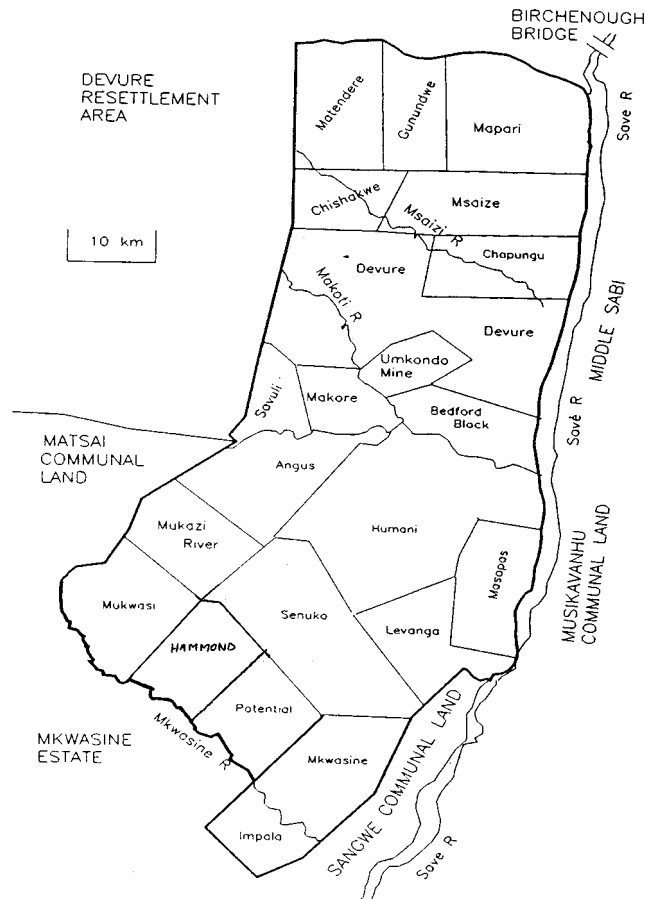 BIRCHENOUGH
BRIDGE
DEVURE
RESETTLEMENT
AREA
Matendere
Gunundwe
Mapari
Save R
Chishakwe
Msaize
Msaizi R
10 km
Chapungu
Devure
Makoti R
Devure
MIDDLE SABI
Umkondo
Mine
Savuli
Makore
Bedford
Block
Savé R
MATSAI
COMMUNAL
LAND
Angus
Mukazi
River
Humani
Masapas
MUSIKAVANHU
COMMUNAL LAND
Mukwasi
Senuko
Levanga
HAMMOND
Potential
MKWASINE
ESTATE
Mkwasine R
Mkwasine
SANGWE COMMUNAL LAND
Impala
Save R